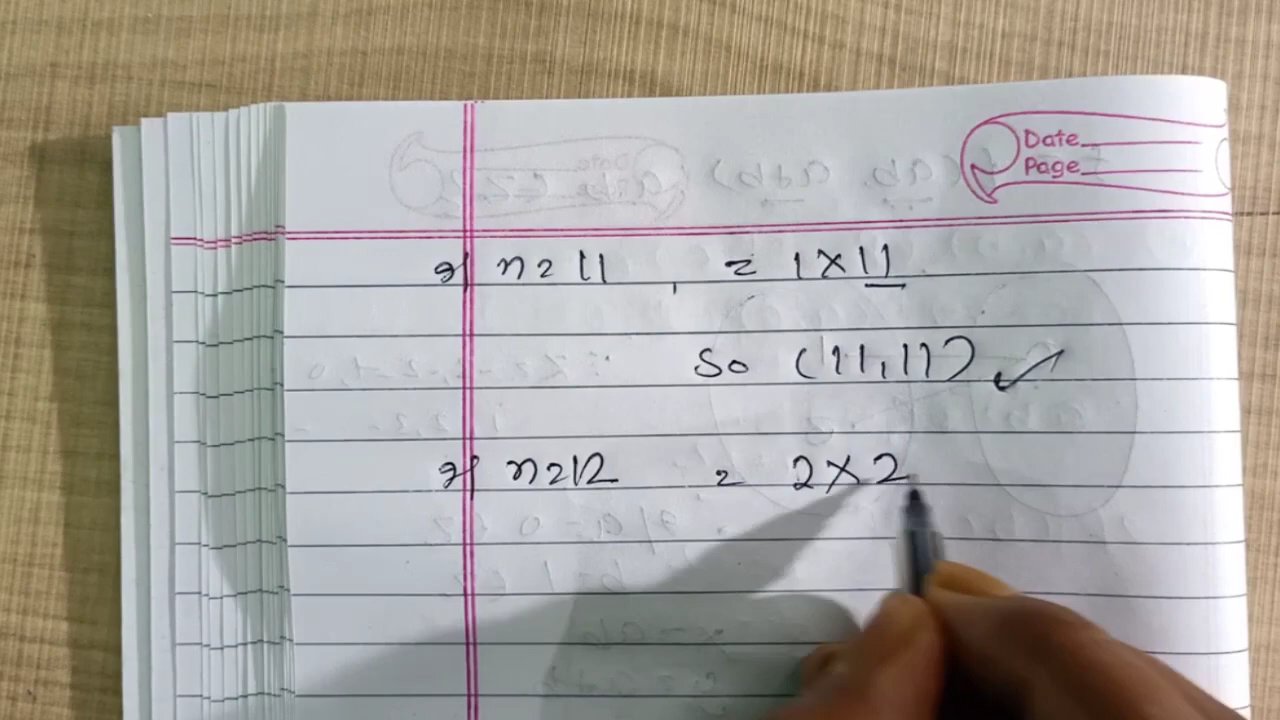 Date
Page
If n = 11, = 1 × 11
So (11, 11) ✓
If n = 12 = 2 × 2